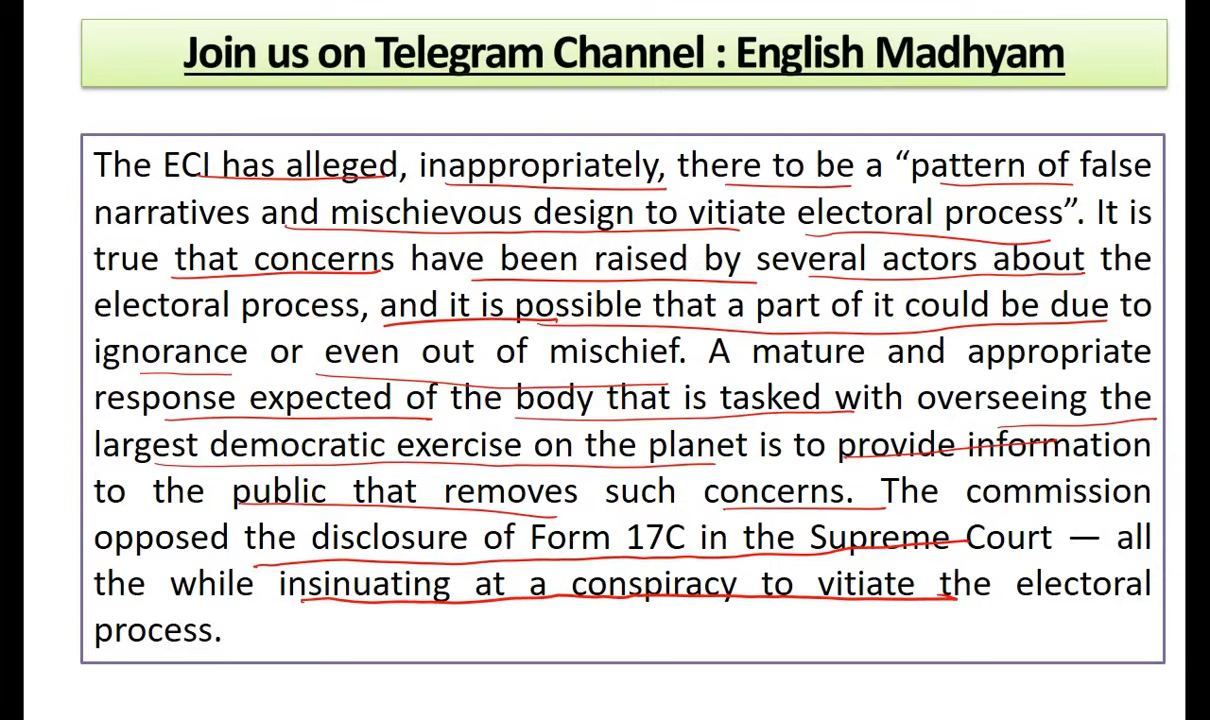 Join us on Telegram Channel : English Madhyam
The ECI has alleged, inappropriately, there to be a “pattern of false
narratives and mischievous design to vitiate electoral process”. It is
true that concerns have been raised by several actors about the
electoral process, and it is possible that a part of it could be due to
ignorance or even out of mischief. A mature and appropriate
response expected of the body that is tasked with overseeing the
largest democratic exercise on the planet is to provide information
to the public that removes such concerns. The commission
opposed the disclosure of Form 17C in the Supreme Court — all
the while insinuating at a conspiracy to vitiate the electoral
process.